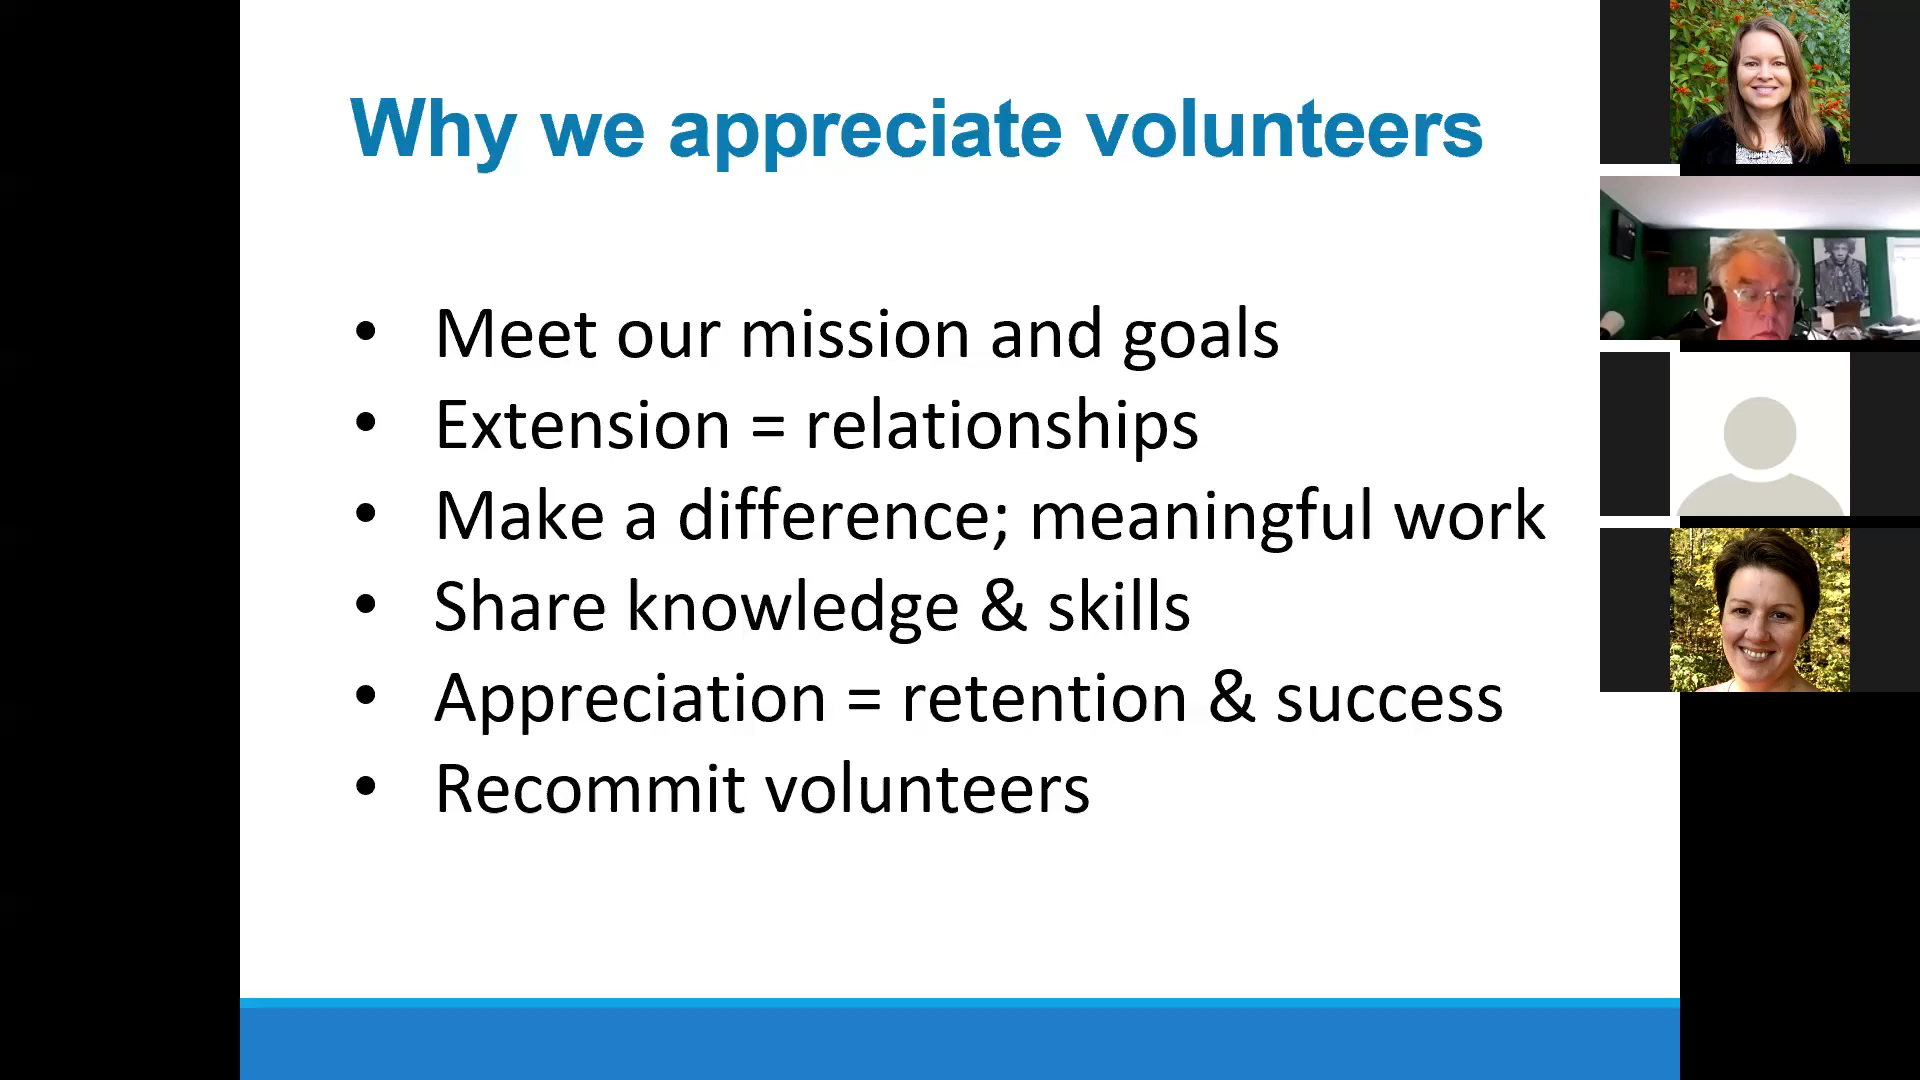 Why we appreciate volunteers
• Meet our mission and goals
• Extension = relationships
• Make a difference; meaningful work
• Share knowledge & skills
• Appreciation = retention & success
• Recommit volunteers